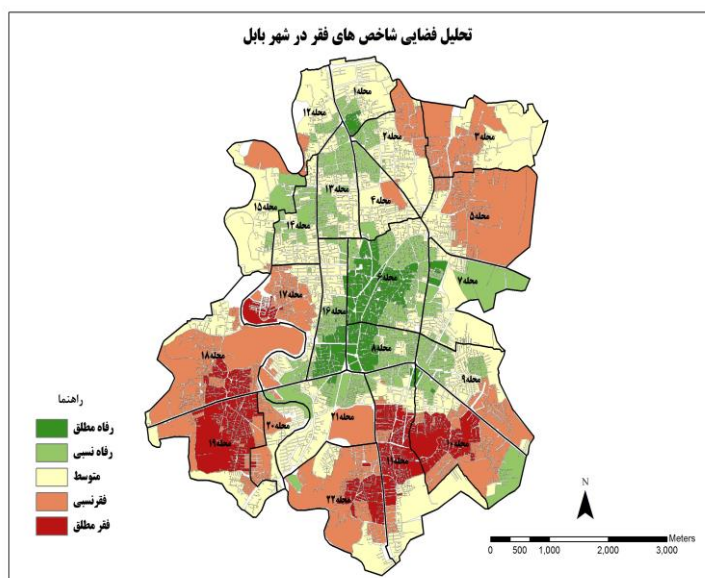 تحلیل فضایی شاخص های فقر در شهر بابل
محله۱
محله۱۲
محله۲
محله۳
محله۱۳
محله۴
محله۱۵
محله۵
محله۱۴
محله۶
محله۷
محله۱۷
محله۱۶
محله۸
محله۱۸
محله۹
محله۲۱
محله۲۰
محله۱۹
محله۱۰
محله۱۱
محله۲۲
راهنما
رفاه مطلق
رفاه نسبی
متوسط
فقرنسبی
فقر مطلق
N
Meters
0 500 1,000 2,000 3,000